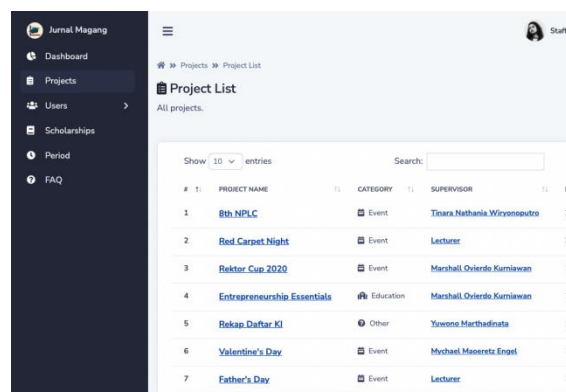 Jurnal Magang
Staff
Dashboard
Projects
Users
Scholarships
Period
FAQ
Projects » Project List
Project List
All projects.
Show 10 entries Search:
# PROJECT NAME CATEGORY SUPERVISOR
1 8th NPLC Event Tinara Nathania Wiryonoputro
2 Red Carpet Night Event Lecturer
3 Rektor Cup 2020 Event Marshall Ovierdo Kurniawan
4 Entrepreneurship Essentials Education Marshall Ovierdo Kurniawan
5 Rekap Daftar KI Other Yuwono Marthadinata
6 Valentine's Day Event Mychael Maoeretz Engel
7 Father's Day Event Lecturer